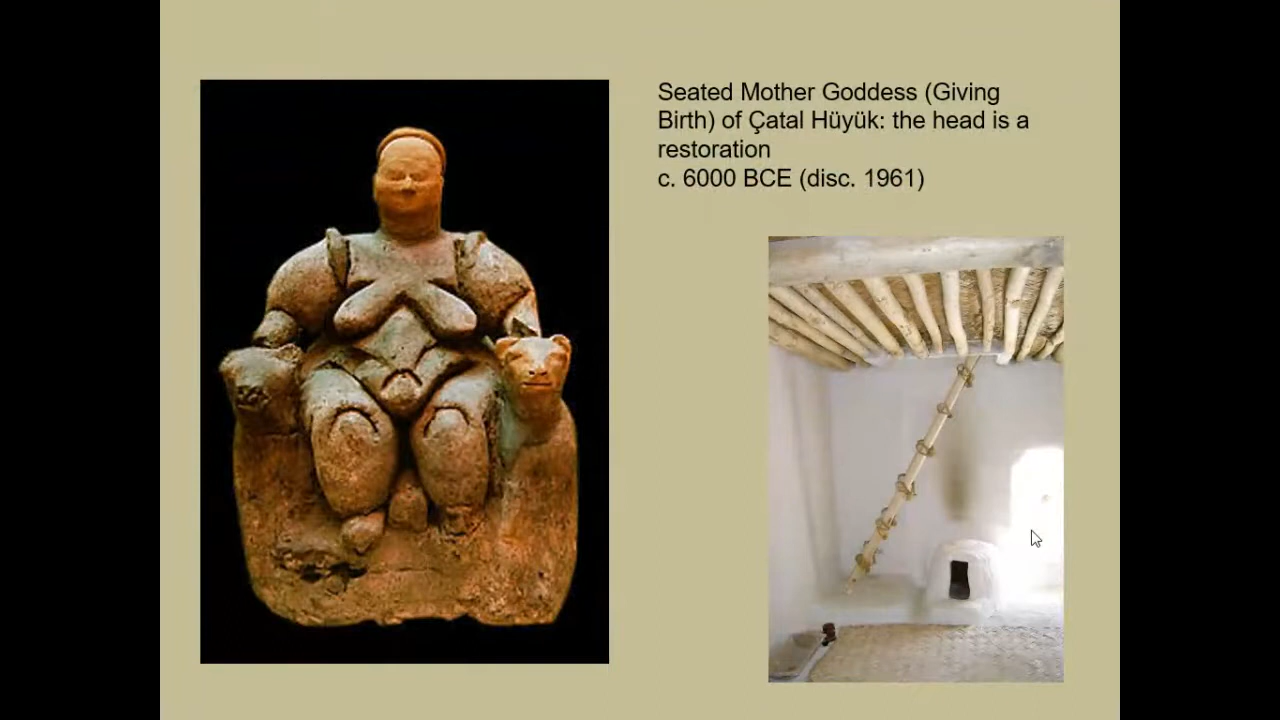 Seated Mother Goddess (Giving
Birth) of Çatal Hüyük: the head is a
restoration
c. 6000 BCE (disc. 1961)